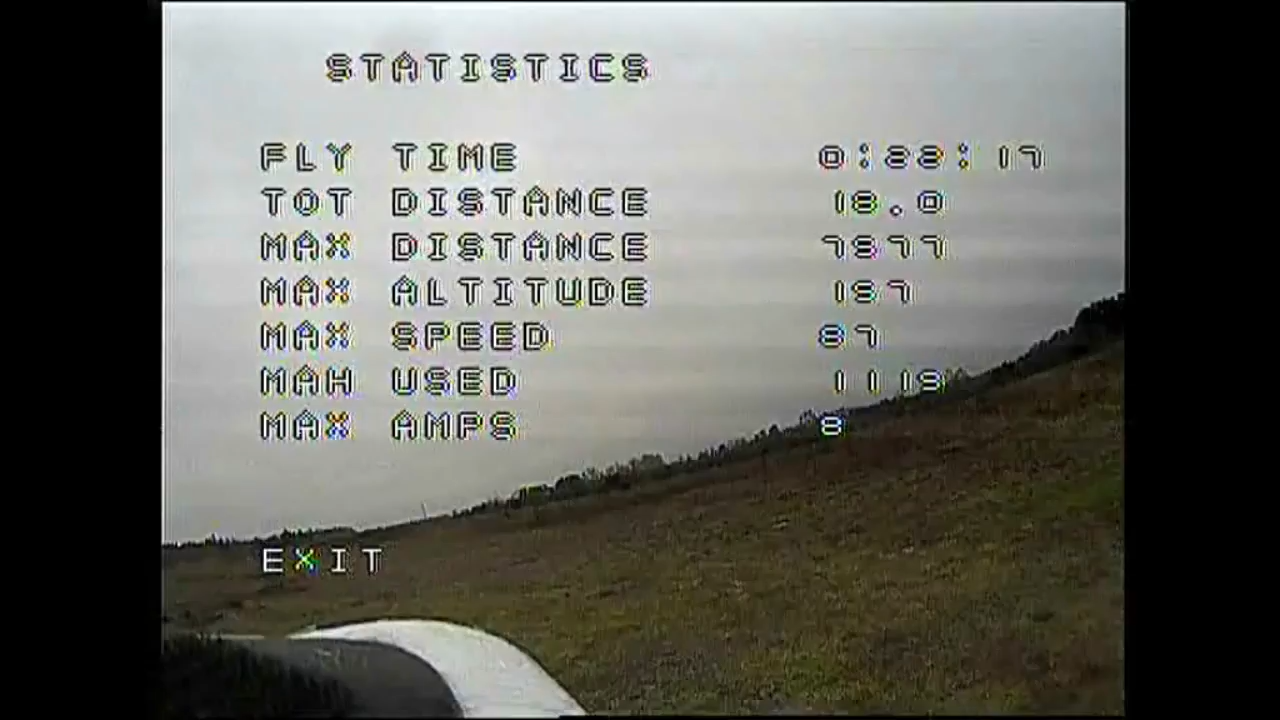 STATISTICS
FLY TIME 0:22:17
TOT DISTANCE 18.0
MAX DISTANCE 7877
MAX ALTITUDE 197
MAX SPEED 87
MAH USED 1119
MAX AMPS 8
EXIT